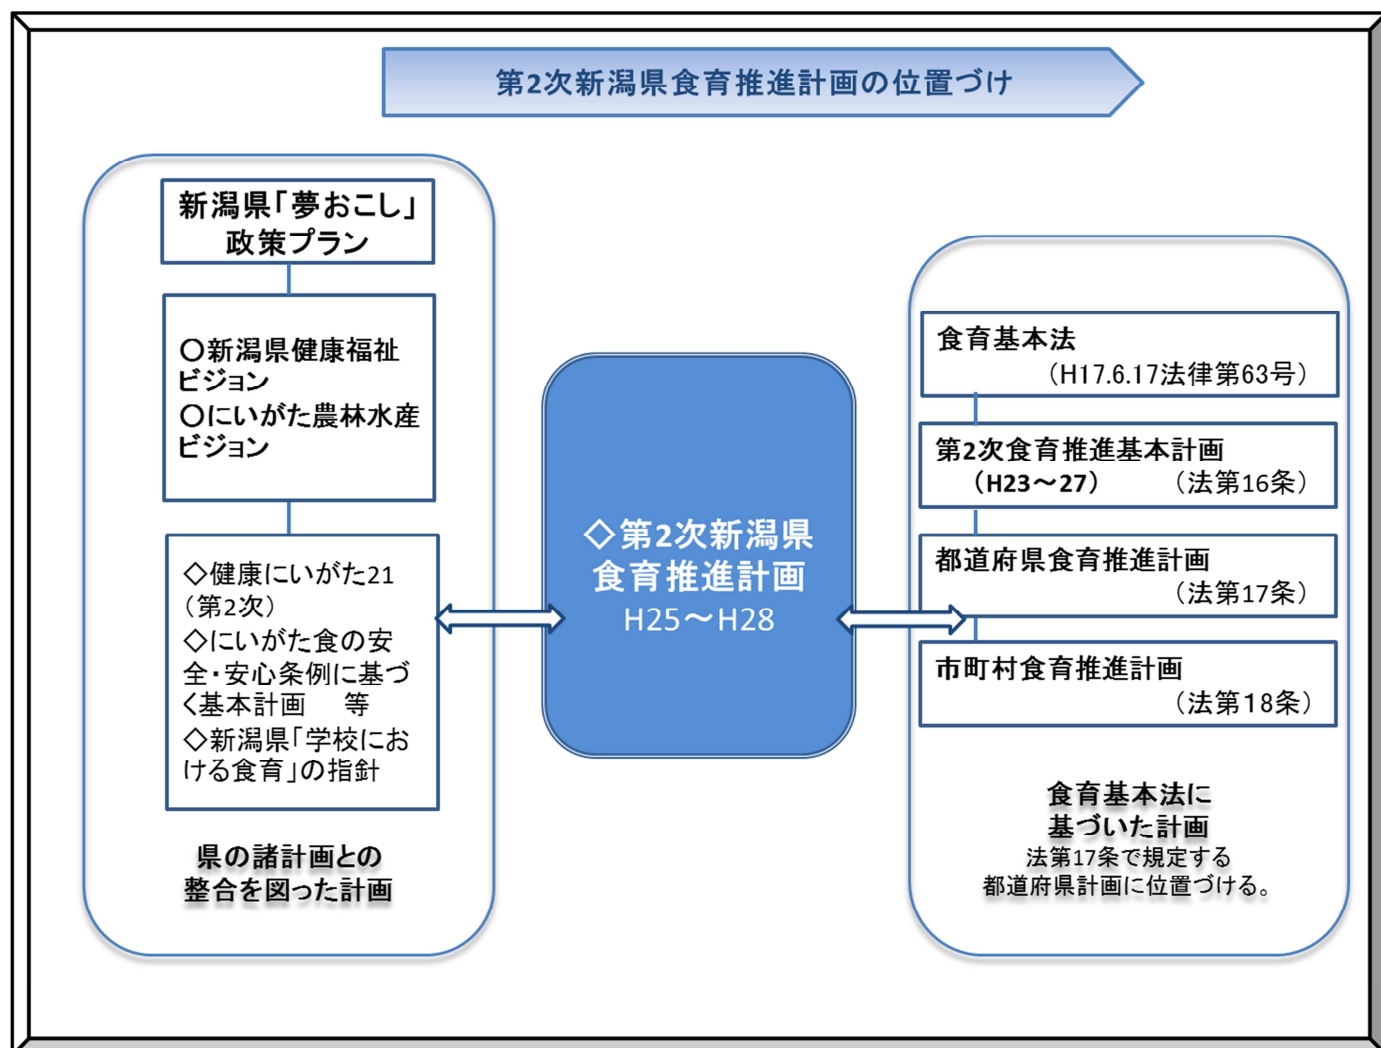 第2次新潟県食育推進計画の位置づけ
新潟県「夢おこし」
政策プラン
〇新潟県健康福祉
ビジョン
〇にいがた農林水産
ビジョン
◇健康にいがた21
（第2次）
◇にいがた食の安
全・安心条例に基づ
く基本計画　等
◇新潟県「学校にお
ける食育」の指針
県の諸計画との
整合を図った計画
◇第2次新潟県
食育推進計画
H25～H28
食育基本法
（H17.6.17法律第63号）
第2次食育推進基本計画
（H23～27）　（法第16条）
都道府県食育推進計画
（法第17条）
市町村食育推進計画
（法第18条）
食育基本法に
基づいた計画
法第17条で規定する
都道府県計画に位置づける。